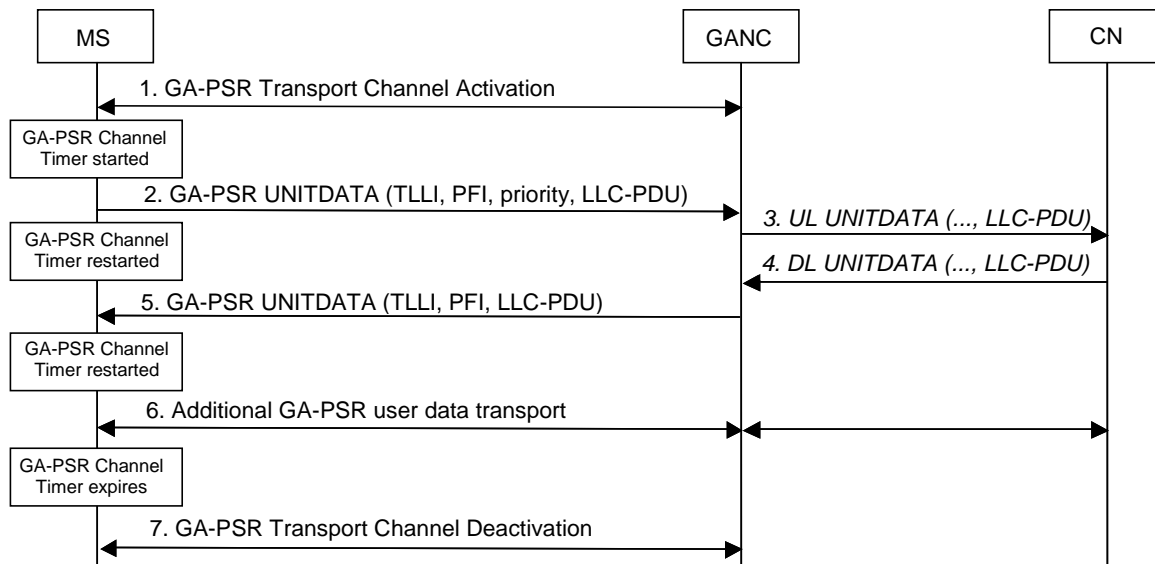 MS
GANC
CN
1. GA-PSR Transport Channel Activation
GA-PSR Channel
Timer started
2. GA-PSR UNITDATA (TLLI, PFI, priority, LLC-PDU)
3. UL UNITDATA (..., LLC-PDU)
GA-PSR Channel
Timer restarted
4. DL UNITDATA (..., LLC-PDU)
5. GA-PSR UNITDATA (TLLI, PFI, LLC-PDU)
GA-PSR Channel
Timer restarted
6. Additional GA-PSR user data transport
GA-PSR Channel
Timer expires
7. GA-PSR Transport Channel Deactivation